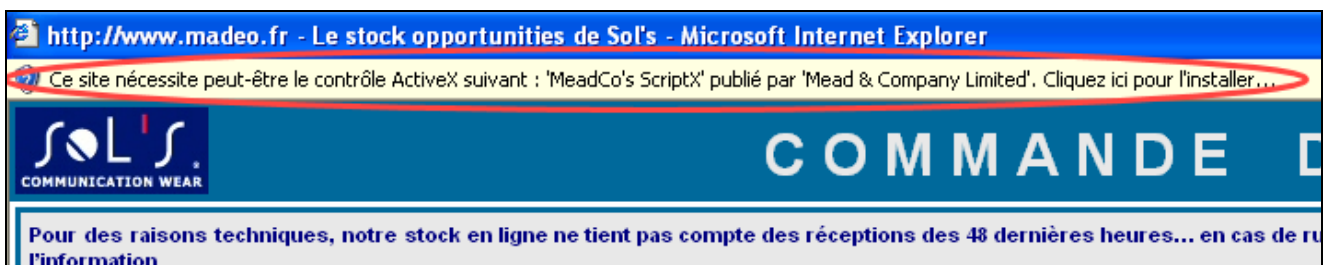 http://www.madeo.fr - Le stock opportunities de Sol's - Microsoft Internet Explorer
Ce site nécessite peut-être le contrôle ActiveX suivant : 'MeadCo's ScriptX' publié par 'Mead & Company Limited'. Cliquez ici pour l'installer...
SOL'S
COMMUNICATION WEAR
COMMANDE
Pour des raisons techniques, notre stock en ligne ne tient pas compte des réceptions des 48 dernières heures... en cas de
l'information